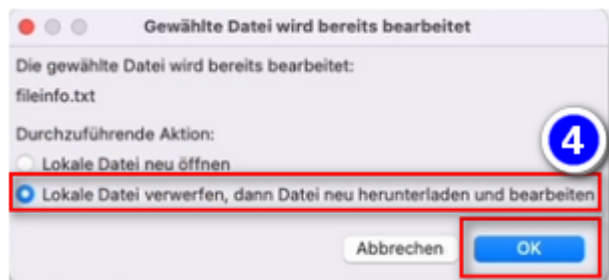 Gewählte Datei wird bereits bearbeitet
Die gewählte Datei wird bereits bearbeitet:
fileinfo.txt
Durchzuführende Aktion:
4
Lokale Datei neu öffnen
Lokale Datei verwerfen, dann Datei neu herunterladen und bearbeiten
Abbrechen OK